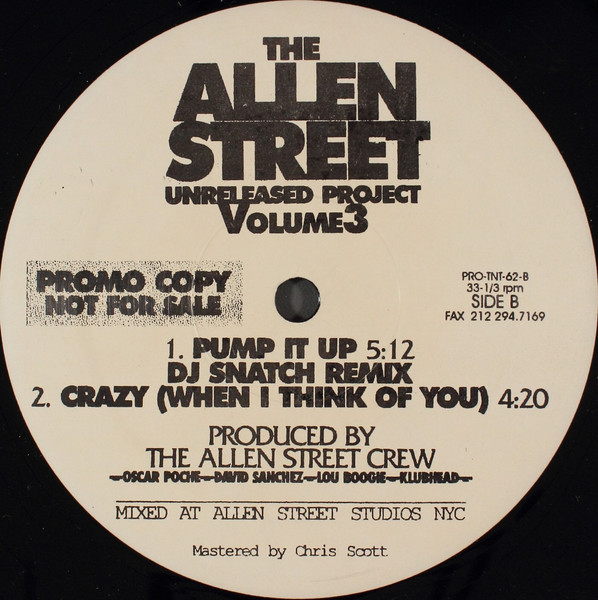 THE
ALLEN
STREET
UNRELEASED PROJECT
VOLUME 3
PROMO COPY
NOT FOR SALE
PRO-TNT-62-B
33-1/3 rpm
SIDE B
FAX 212 294.7169
1. PUMP IT UP 5:12
DJ SNATCH REMIX
2. CRAZY (WHEN I THINK OF YOU) 4:20
PRODUCED BY
THE ALLEN STREET CREW
-OSCAR POCHE-DAVID SANCHEZ-LOU BOOGIE-KLUBHEAD-
MIXED AT ALLEN STREET STUDIOS NYC
Mastered by Chris Scott